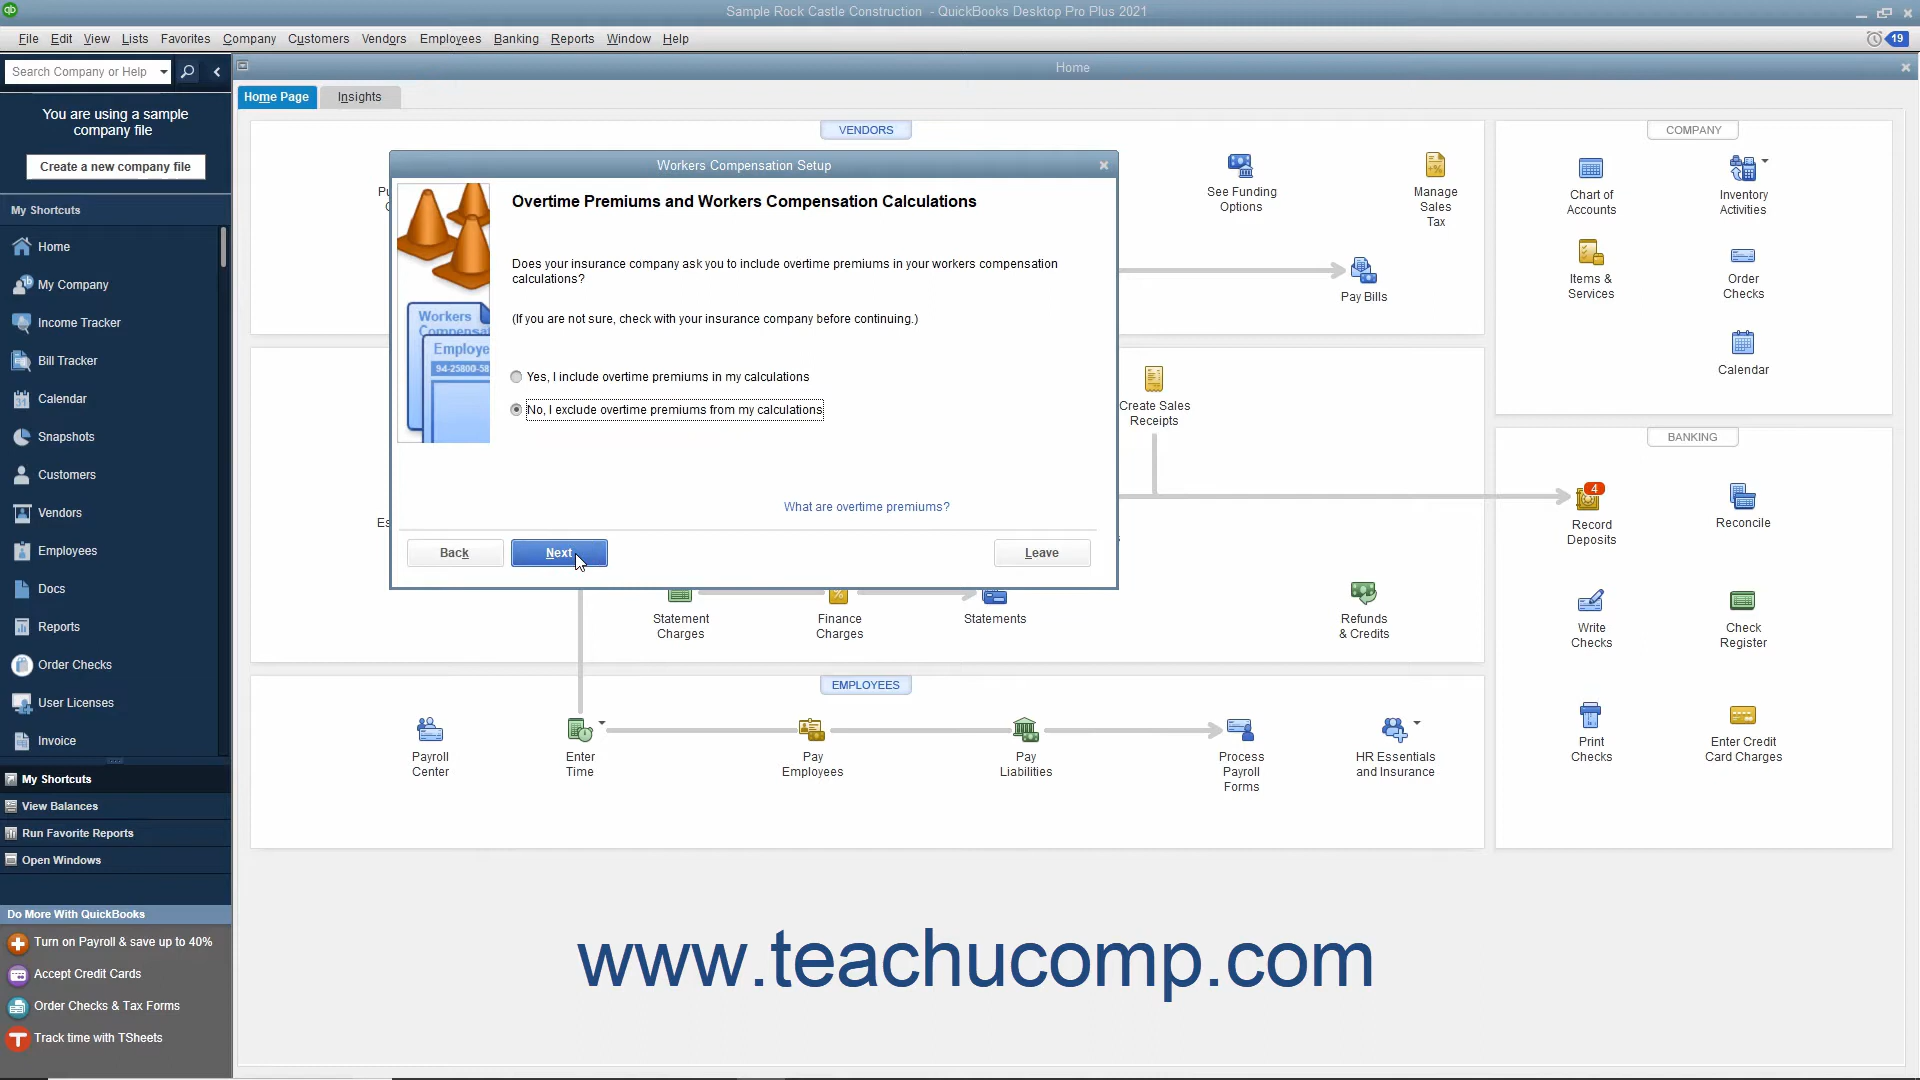 Sample Rock Castle Construction - QuickBooks Desktop Pro Plus 2021
File Edit View Lists Favorites Company Customers Vendors Employees Banking Reports Window Help
19
Search Company or Help
Home
Home Page
Insights
You are using a sample
company file
Create a new company file
My Shortcuts
Home
My Company
Income Tracker
Bill Tracker
Calendar
Snapshots
Customers
Vendors
Employees
Docs
Reports
Order Checks
User Licenses
Invoice
My Shortcuts
View Balances
Run Favorite Reports
Open Windows
Do More With QuickBooks
Turn on Payroll & save up to 40%
Accept Credit Cards
Order Checks & Tax Forms
Track time with TSheets
VENDORS
See Funding
Options
Manage
Sales
Tax
Pay Bills
Workers Compensation Setup
Overtime Premiums and Workers Compensation Calculations
Does your insurance company ask you to include overtime premiums in your workers compensation
calculations?
(If you are not sure, check with your insurance company before continuing.)
Yes, I include overtime premiums in my calculations
No, I exclude overtime premiums from my calculations
What are overtime premiums?
Back
Next
Leave
Workers
Compensa
Employe
94-25800-58
Create Sales
Receipts
Statement
Charges
Finance
Charges
Statements
Refunds
& Credits
EMPLOYEES
Payroll
Center
Enter
Time
Pay
Employees
Pay
Liabilities
Process
Payroll
Forms
HR Essentials
and Insurance
COMPANY
Chart of
Accounts
Inventory
Activities
Items &
Services
Order
Checks
Calendar
BANKING
4
Record
Deposits
Reconcile
Write
Checks
Check
Register
Print
Checks
Enter Credit
Card Charges
www.teachucomp.com